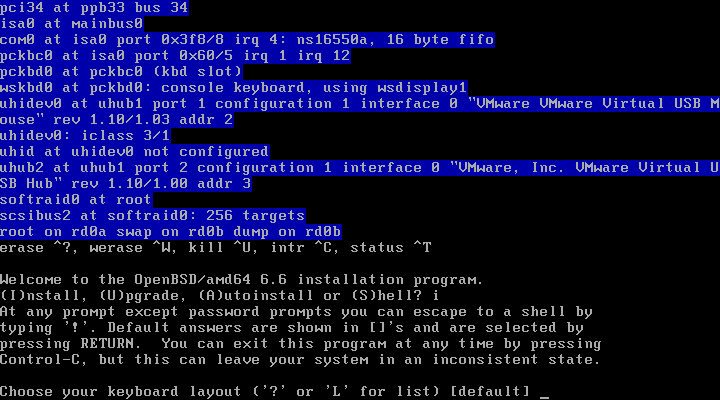 pci34 at ppb33 bus 34
isa0 at mainbus0
com0 at isa0 port 0x3f8/8 irq 4: ns16550a, 16 byte fifo
pckbc0 at isa0 port 0x60/5 irq 1 irq 12
pckbd0 at pckbc0 (kbd slot)
wskbd0 at pckbd0: console keyboard, using wsdisplay1
uhidev0 at uhub1 port 1 configuration 1 interface 0 "VMware VMware Virtual USB M
ouse" rev 1.10/1.03 addr 2
uhidev0: iclass 3/1
uhid at uhidev0 not configured
uhub2 at uhub1 port 2 configuration 1 interface 0 "VMware, Inc. VMware Virtual U
SB Hub" rev 1.10/1.00 addr 3
softraid0 at root
scsibus2 at softraid0: 256 targets
root on rd0a swap on rd0b dump on rd0b
erase ^?, werase ^W, kill ^U, intr ^C, status ^T
Welcome to the OpenBSD/amd64 6.6 installation program.
(I)nstall, (U)pgrade, (A)utoinstall or (S)hell? i
At any prompt except password prompts you can escape to a shell by
typing '!'. Default answers are shown in []'s and are selected by
pressing RETURN.  You can exit this program at any time by pressing
Control-C, but this can leave your system in an inconsistent state.
Choose your keyboard layout ('?' or 'L' for list) [default] _